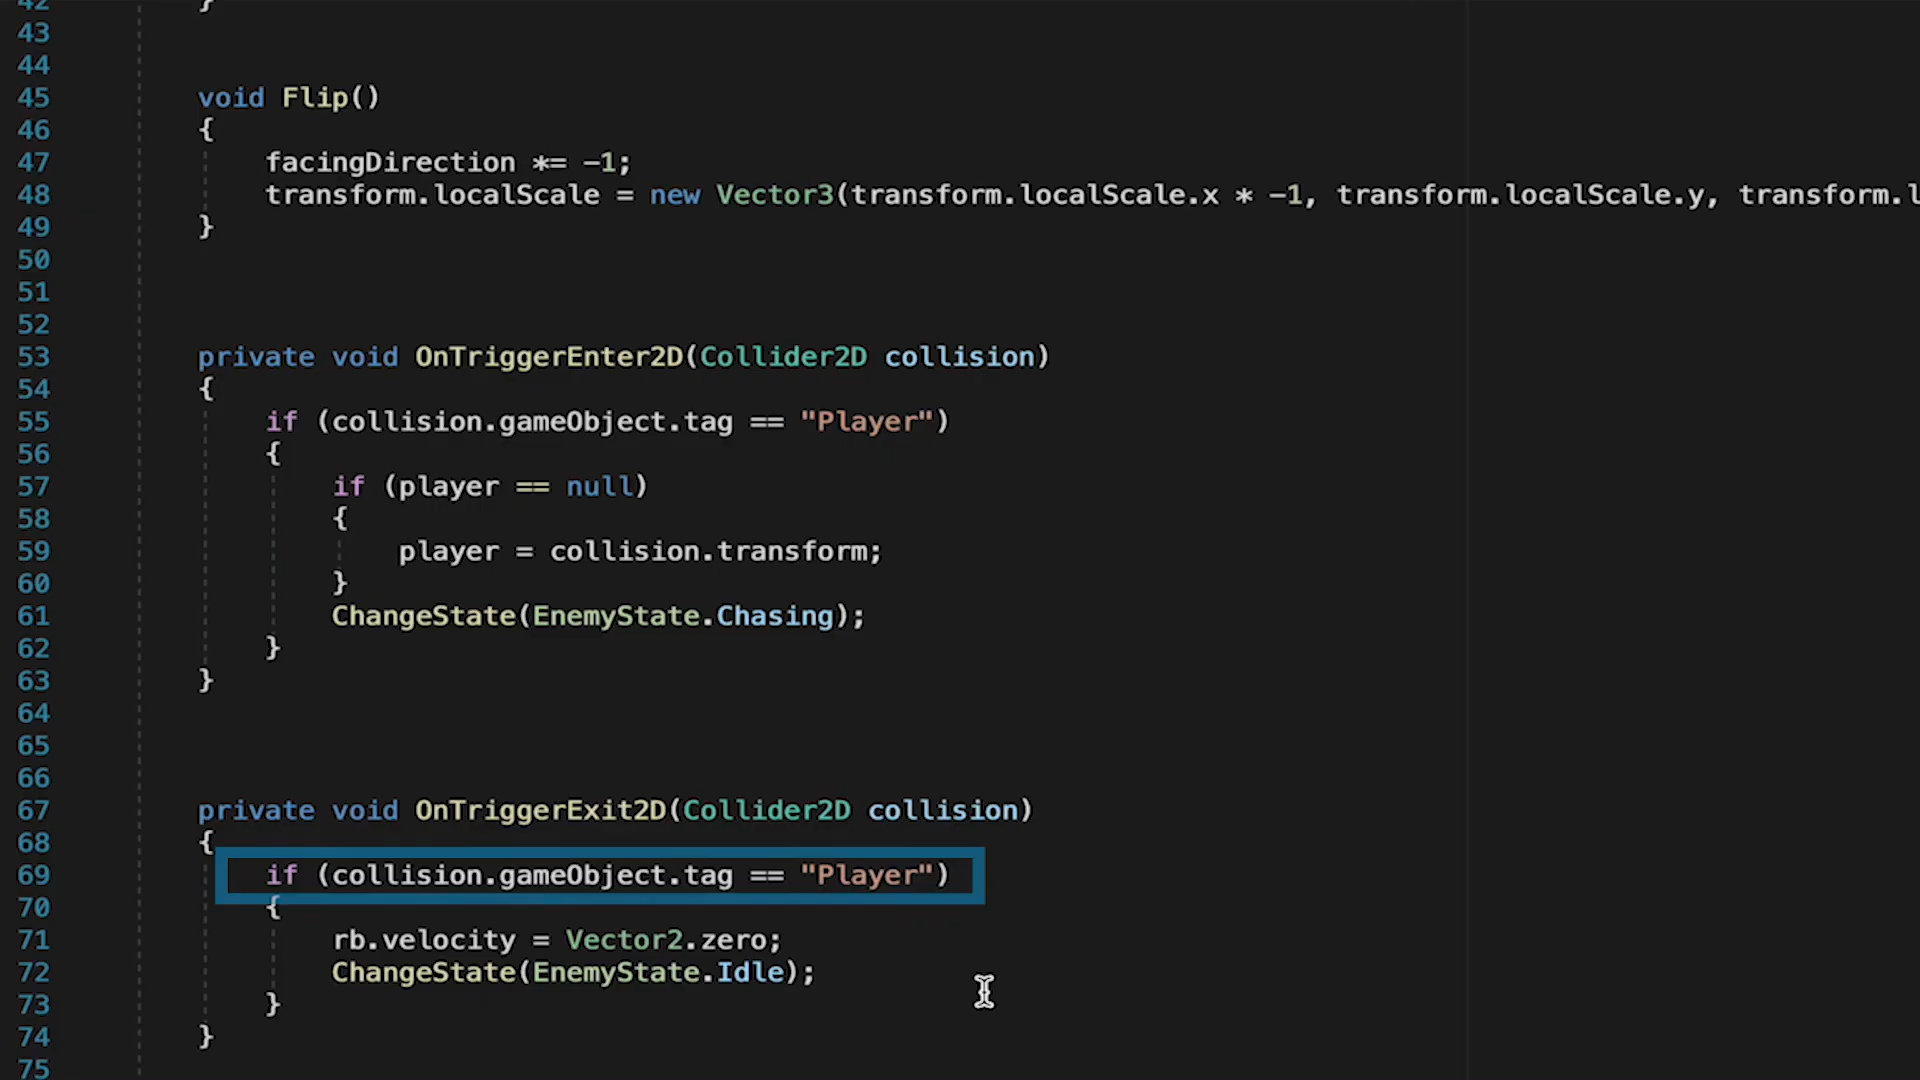 42 }
43
44
45 void Flip()
46 {
47 facingDirection *= -1;
48 transform.localScale = new Vector3(transform.localScale.x * -1, transform.localScale.y, transform.l
49 }
50
51
52
53 private void OnTriggerEnter2D(Collider2D collision)
54 {
55 if (collision.gameObject.tag == "Player")
56 {
57 if (player == null)
58 {
59 player = collision.transform;
60 }
61 ChangeState(EnemyState.Chasing);
62 }
63 }
64
65
66
67 private void OnTriggerExit2D(Collider2D collision)
68 {
69 if (collision.gameObject.tag == "Player")
70 {
71 rb.velocity = Vector2.zero;
72 ChangeState(EnemyState.Idle);
73 }
74 }
75